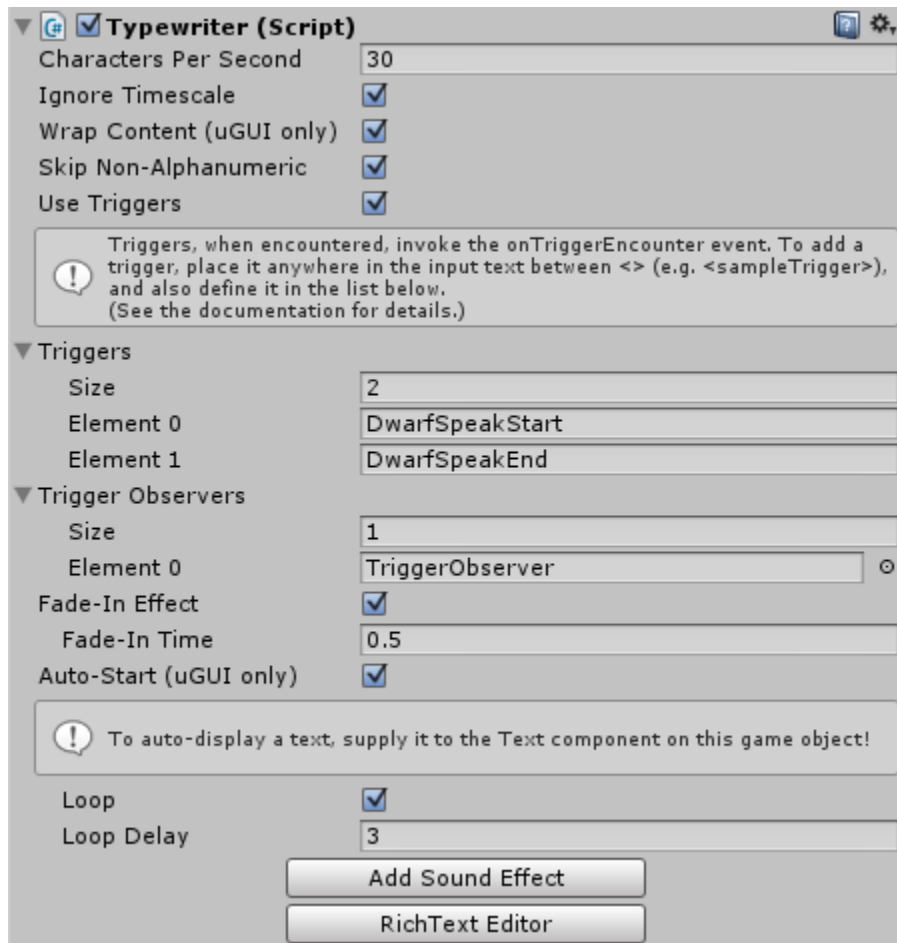 Typewriter (Script)
Characters Per Second 30
Ignore Timescale
Wrap Content (uGUI only)
Skip Non-Alphanumeric
Use Triggers
Triggers, when encountered, invoke the onTriggerEncounter event. To add a
trigger, place it anywhere in the input text between <> (e.g. <sampleTrigger>),
and also define it in the list below.
(See the documentation for details.)
Triggers
Size 2
Element 0 DwarfSpeakStart
Element 1 DwarfSpeakEnd
Trigger Observers
Size 1
Element 0 TriggerObserver
Fade-In Effect
Fade-In Time 0.5
Auto-Start (uGUI only)
To auto-display a text, supply it to the Text component on this game object!
Loop
Loop Delay 3
Add Sound Effect
RichText Editor